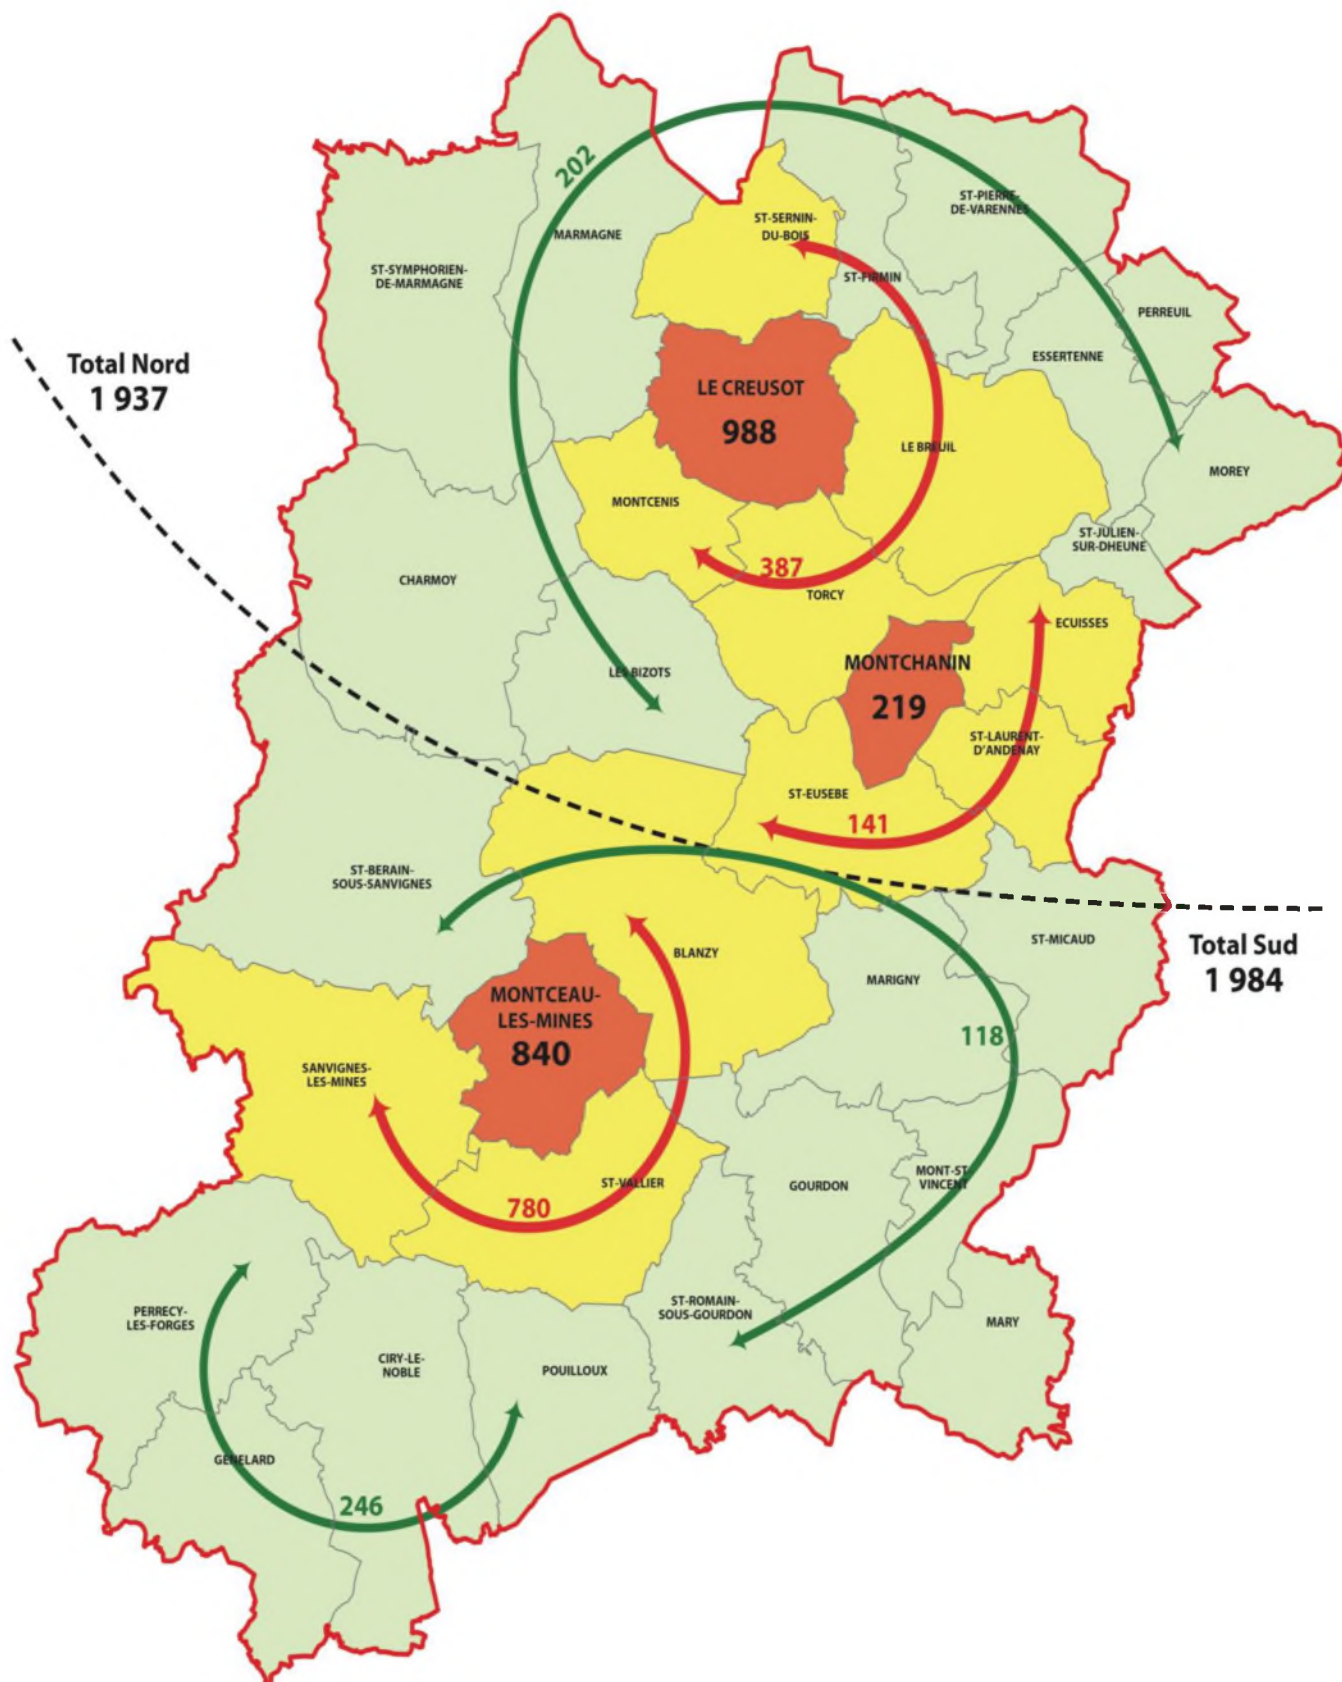 202
ST-PIERRE-
DE-VARENNES
ST-SERNIN-
DU-BOIS
MARMAGNE
ST-SYMPHORIEN-
DE-MARMAGNE
ST-FIRMIN
PERREUIL
ESSERTENNE
Total Nord
1 937
LE CREUSOT
988
LE BREUIL
MOREY
MONTCENIS
ST-JULIEN-
SUR-DHEUNE
387
CHARMOY
TORCY
ECUISSES
MONTCHANIN
219
LES BIZOTS
ST-LAURENT-
D'ANDENAY
ST-EUSEBE
141
ST-BERAIN-
SOUS-SANVIGNES
ST-MICAUD
BLANZY
Total Sud
1 984
MARIGNY
MONTCEAU-
LES-MINES
840
118
SANVIGNES-
LES-MINES
MONT-ST
VINCENT
ST-VALLIER
GOURDON
780
PERRECY-
LES-FORGES
ST-ROMAIN-
SOUS-GOURDON
MARY
CIRY-LE-
NOBLE
POUILLOUX
GENELARD
246